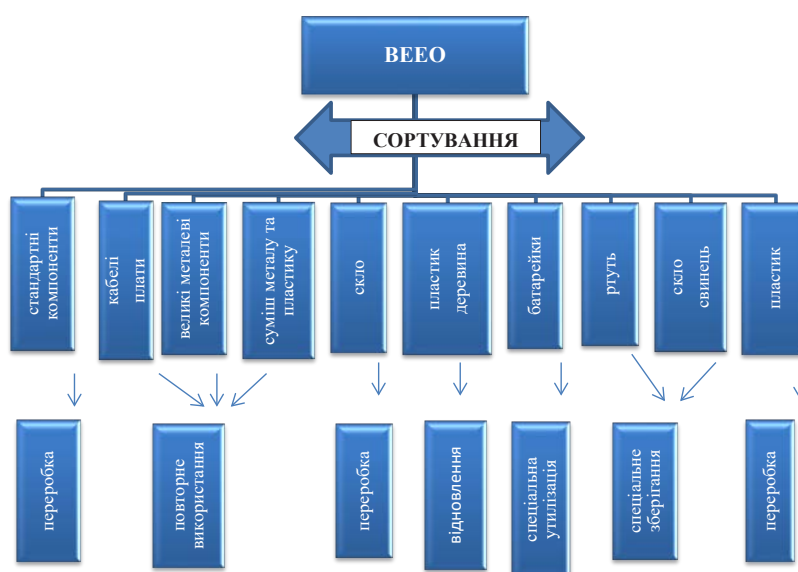 ВЕЕО
СОРТУВАННЯ
стандартні
компоненти
кабелі
плати
великі металеві
компоненти
суміш металу та
пластику
скло
пластик
деревина
батарейки
ртуть
скло
свинець
пластик
переробка
повторне
використання
переробка
відновлення
спеціальна
утилізація
спеціальне
зберігання
переробка